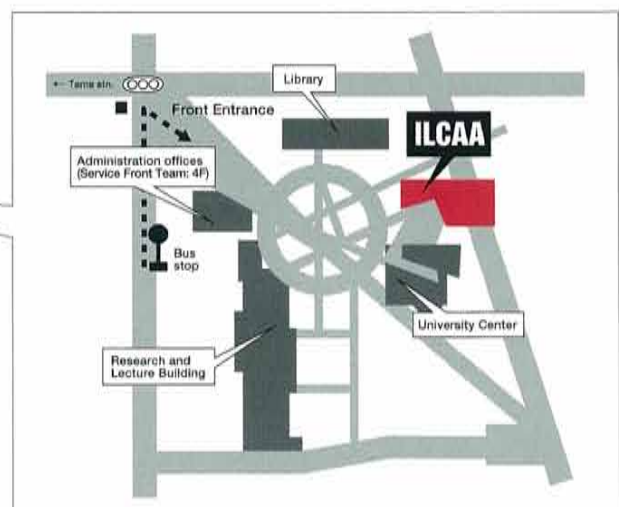 ← Tama stn.
Library
Front Entrance
ILCAA
Administration offices
(Service Front Team: 4F)
Bus
stop
University Center
Research and
Lecture Building